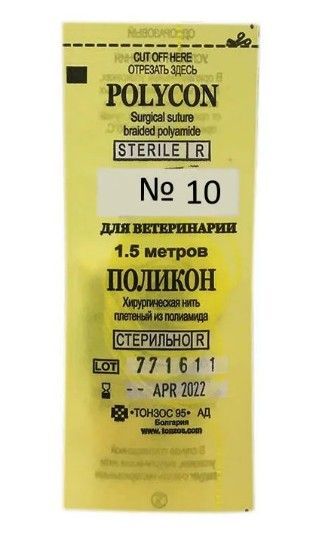 CUT OFF HERE
ОТРЕЗАТЬ ЗДЕСЬ
POLYCON
Surgical suture
braided polyamide
STERILE R
№ 10
ДЛЯ ВЕТЕРИНАРИИ
1.5 метров
ПОЛИКОН
Хирургическая нить
плетеный из полиамида
СТЕРИЛЬНО R
LOT 771611
-- APR 2022
•ТОНЗОС 95• АД
Болгария
www.tonzos.com